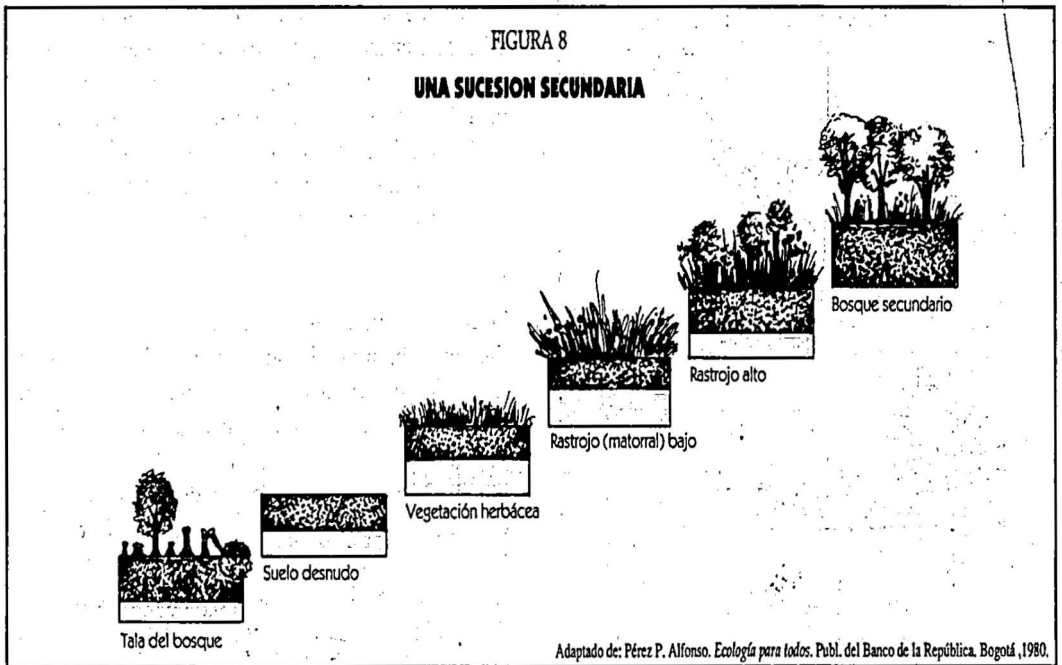 FIGURA 8
UNA SUCESION SECUNDARIA
Bosque secundario
Rastrojo alto
Rastrojo (matorral) bajo
Vegetación herbácea
Suelo desnudo
Tala del bosque
Adaptado de: Pérez P. Alfonso. Ecología para todos. Publ. del Banco de la República. Bogotá ,1980.